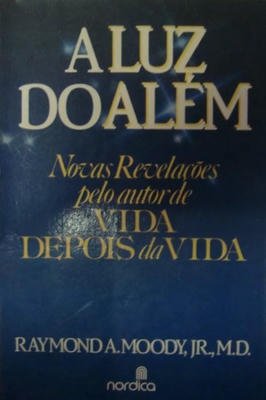 A LUZ
DO ALÉM
Novas Revelações
pelo autor de
VIDA
DEPOIS da VIDA
RAYMOND A. MOODY, JR., M.D.
nordica